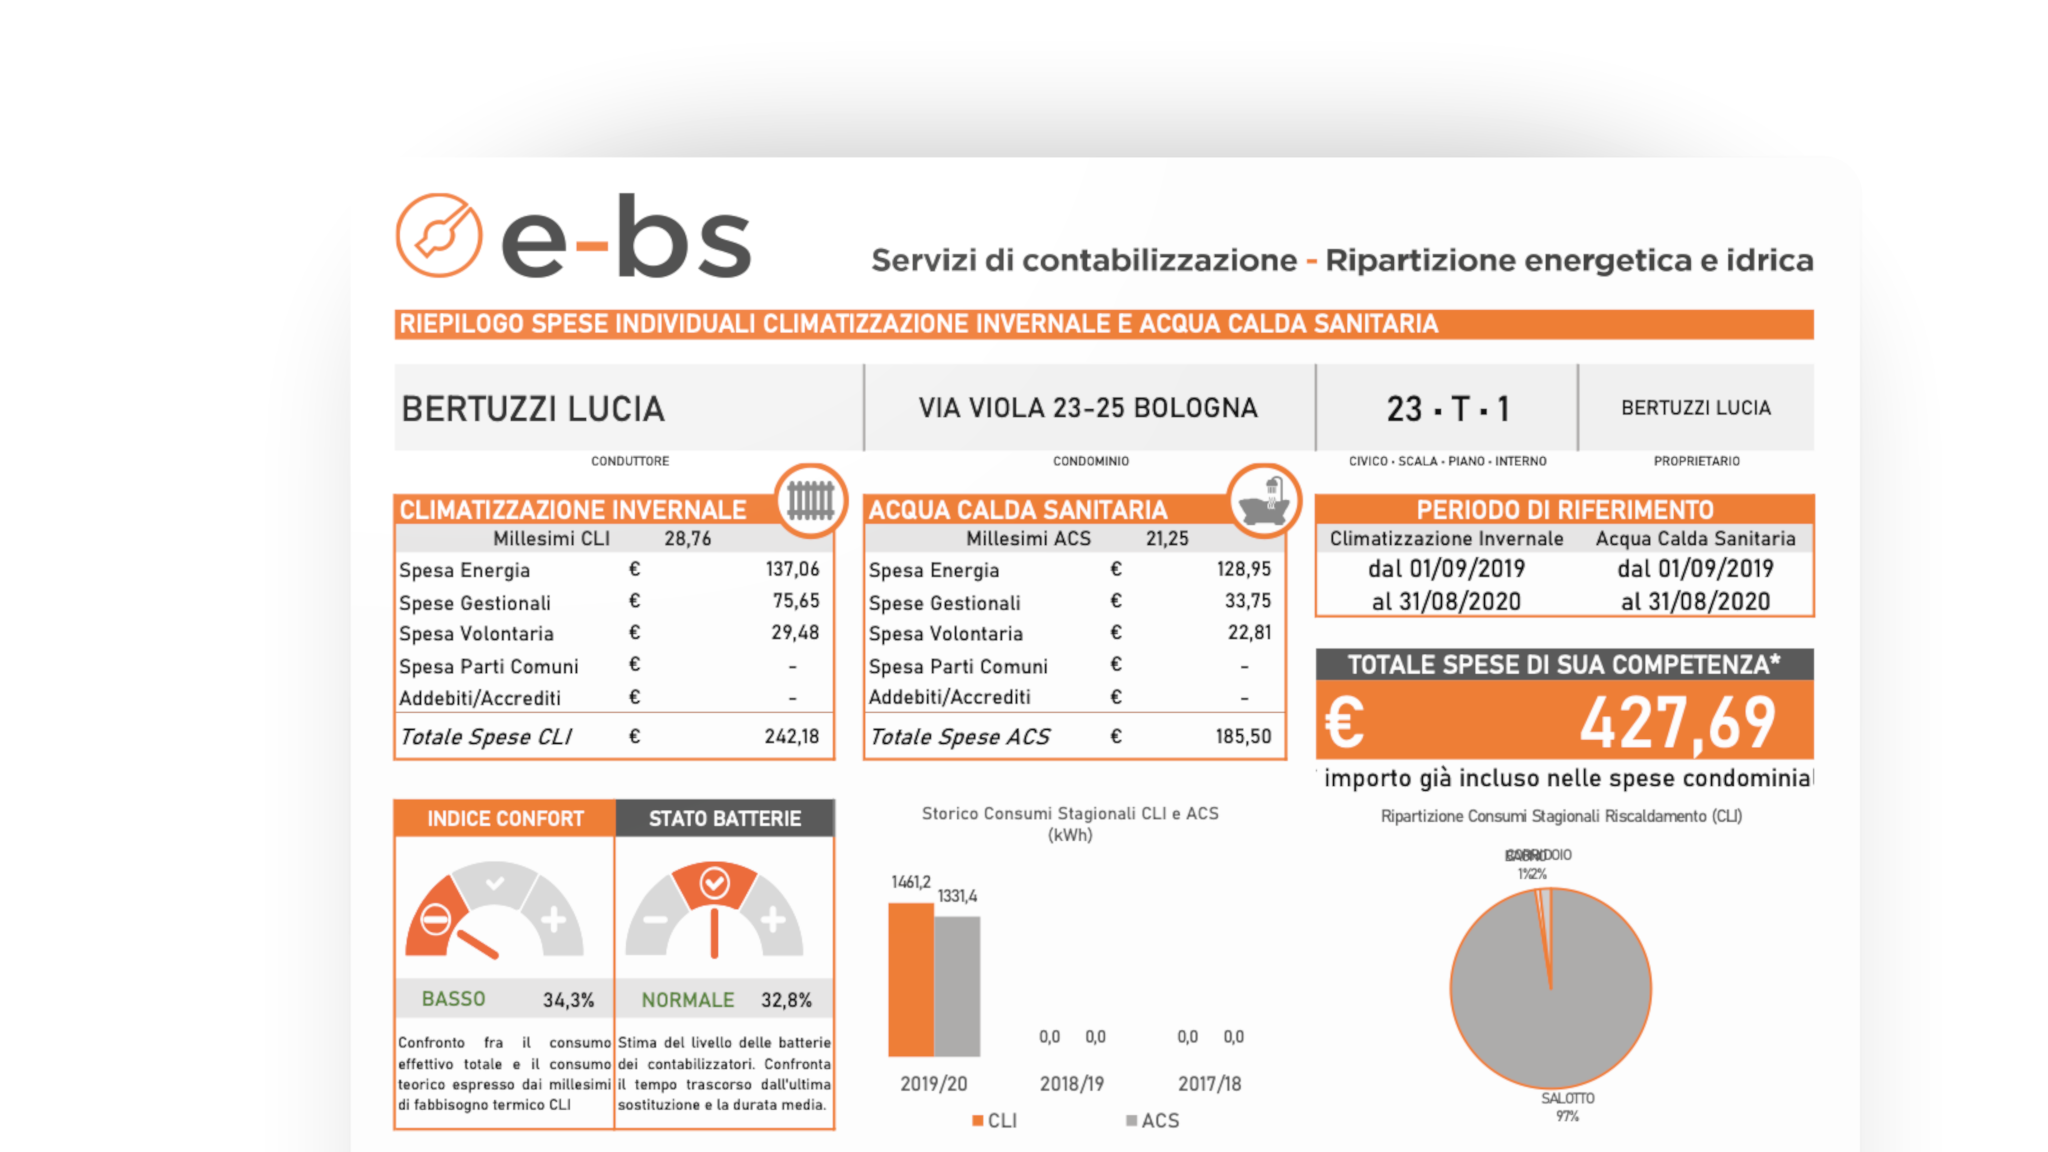 e-bs
Servizi di contabilizzazione - Ripartizione energetica e idrica
RIEPILOGO SPESE INDIVIDUALI CLIMATIZZAZIONE INVERNALE E ACQUA CALDA SANITARIA
BERTUZZI LUCIA
VIA VIOLA 23-25 BOLOGNA
23 · T · 1
BERTUZZI LUCIA
CONDUTTORE
CONDOMINIO
CIVICO · SCALA · PIANO · INTERNO
PROPRIETARIO
CLIMATIZZAZIONE INVERNALE
Millesimi CLI 28,76
Spesa Energia € 137,06
Spese Gestionali € 75,65
Spesa Volontaria € 29,48
Spesa Parti Comuni € -
Addebiti/Accrediti € -
Totale Spese CLI € 242,18
ACQUA CALDA SANITARIA
Millesimi ACS 21,25
Spesa Energia € 128,95
Spese Gestionali € 33,75
Spesa Volontaria € 22,81
Spesa Parti Comuni € -
Addebiti/Accrediti € -
Totale Spese ACS € 185,50
PERIODO DI RIFERIMENTO
Climatizzazione Invernale Acqua Calda Sanitaria
dal 01/09/2019 dal 01/09/2019
al 31/08/2020 al 31/08/2020
TOTALE SPESE DI SUA COMPETENZA*
€ 427,69
importo già incluso nelle spese condominial
INDICE CONFORT
BASSO 34,3%
Confronto fra il consumo
effettivo totale e il consumo
teorico espresso dai millesimi
di fabbisogno termico CLI
STATO BATTERIE
NORMALE 32,8%
Stima del livello delle batterie
dei contabilizzatori. Confronta
il tempo trascorso dall'ultima
sostituzione e la durata media.
Storico Consumi Stagionali CLI e ACS
(kWh)
1461,2
1331,4
0,0 0,0 0,0 0,0
2019/20 2018/19 2017/18
CLI ACS
Ripartizione Consumi Stagionali Riscaldamento (CLI)
CORRIDOIO
1% 2%
SALOTTO
97%